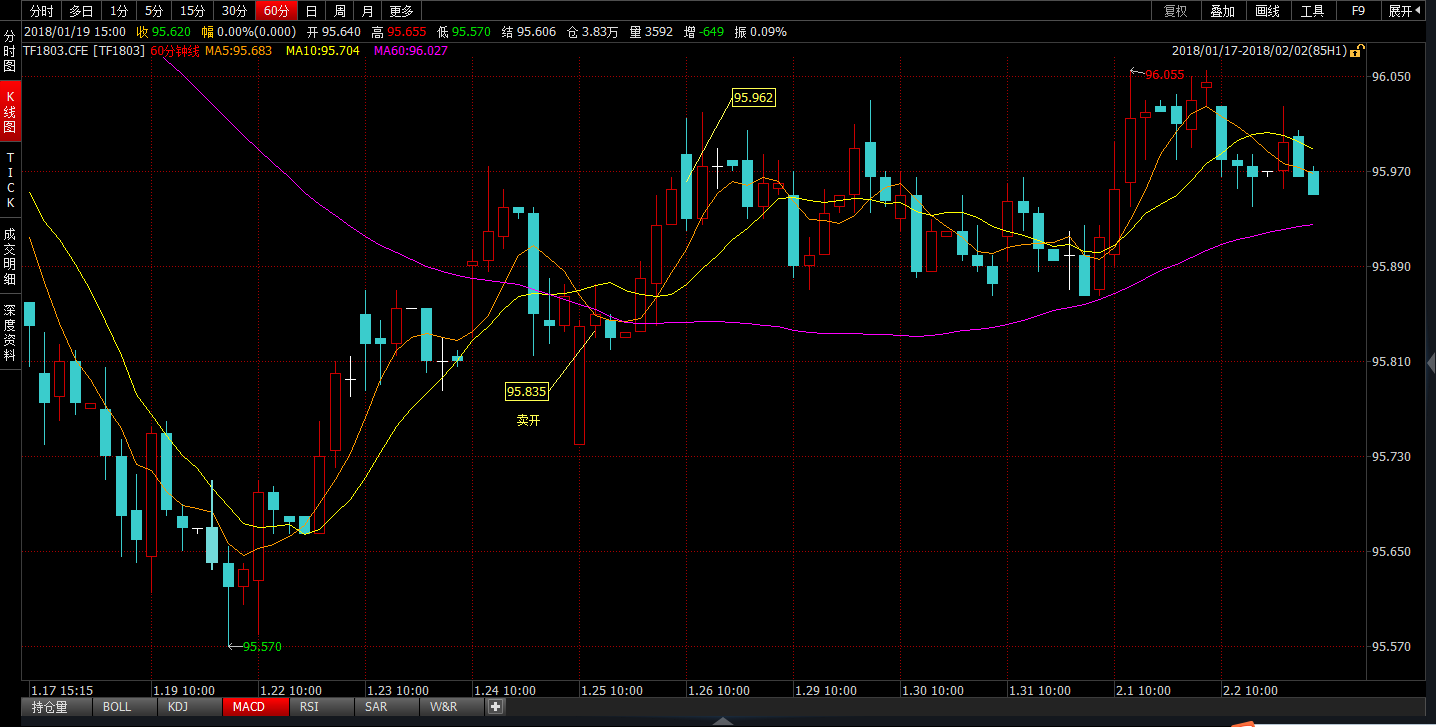 分时 多日 1分 5分 15分 30分 60分 日 周 月 更多 复权 叠加 画线 工具 F9 展开
2018/01/19 15:00 收 95.620 幅 0.00%(0.000) 开 95.640 高 95.655 低 95.570 结 95.606 仓 3.83万 量 3592 增 -649 振 0.09%
TF1803.CFE [TF1803] 60分钟线 MA5:95.683 MA10:95.704 MA60:96.027 2018/01/17-2018/02/02(85H1)
分时图
K线图
TICK
成交明细
深度资料
96.055
96.050
95.962
95.970
95.890
95.810
95.835
卖开
95.730
95.650
95.570
95.570
1.17 15:15 1.19 10:00 1.22 10:00 1.23 10:00 1.24 10:00 1.25 10:00 1.26 10:00 1.29 10:00 1.30 10:00 1.31 10:00 2.1 10:00 2.2 10:00
持仓量 BOLL KDJ MACD RSI SAR W&R